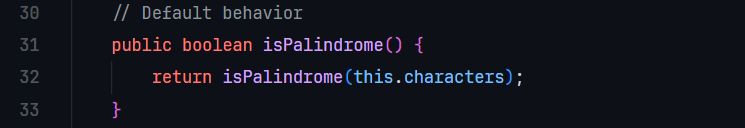 30 // Default behavior
31 public boolean isPalindrome() {
32 return isPalindrome(this.characters);
33 }